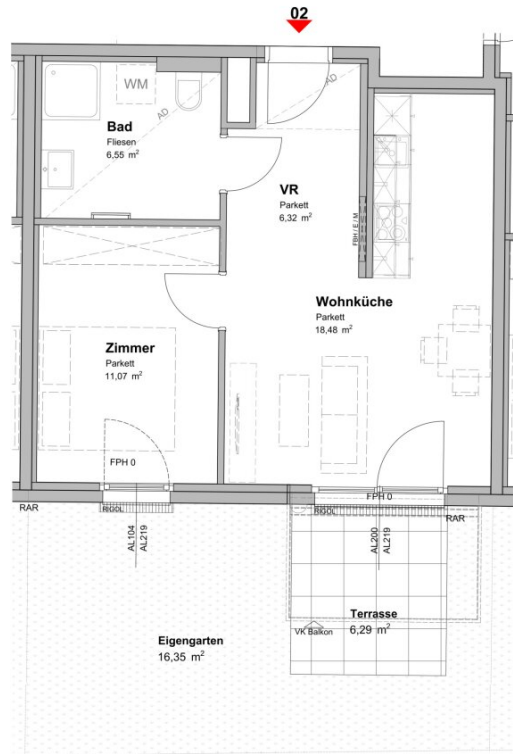 02
WM
AD
AD
Bad
Fliesen
6,55 m²
VR
Parkett
6,32 m²
FBH / E / M
Wohnküche
Parkett
18,48 m²
Zimmer
Parkett
11,07 m²
FPH 0
FPH 0
RAR
RIGOL
RIGOL
RAR
AL104
AL219
AL200
AL219
Terrasse
6,29 m²
VK Balkon
Eigengarten
16,35 m²